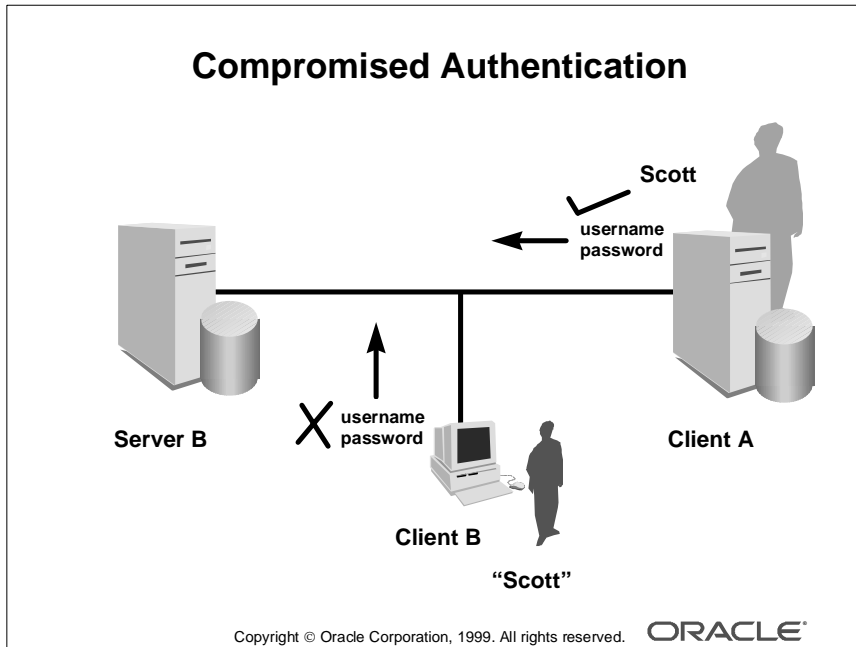 Compromised Authentication
Scott
username
password
username
password
Server B
Client A
Client B
“Scott”
Copyright © Oracle Corporation, 1999. All rights reserved.
ORACLE®